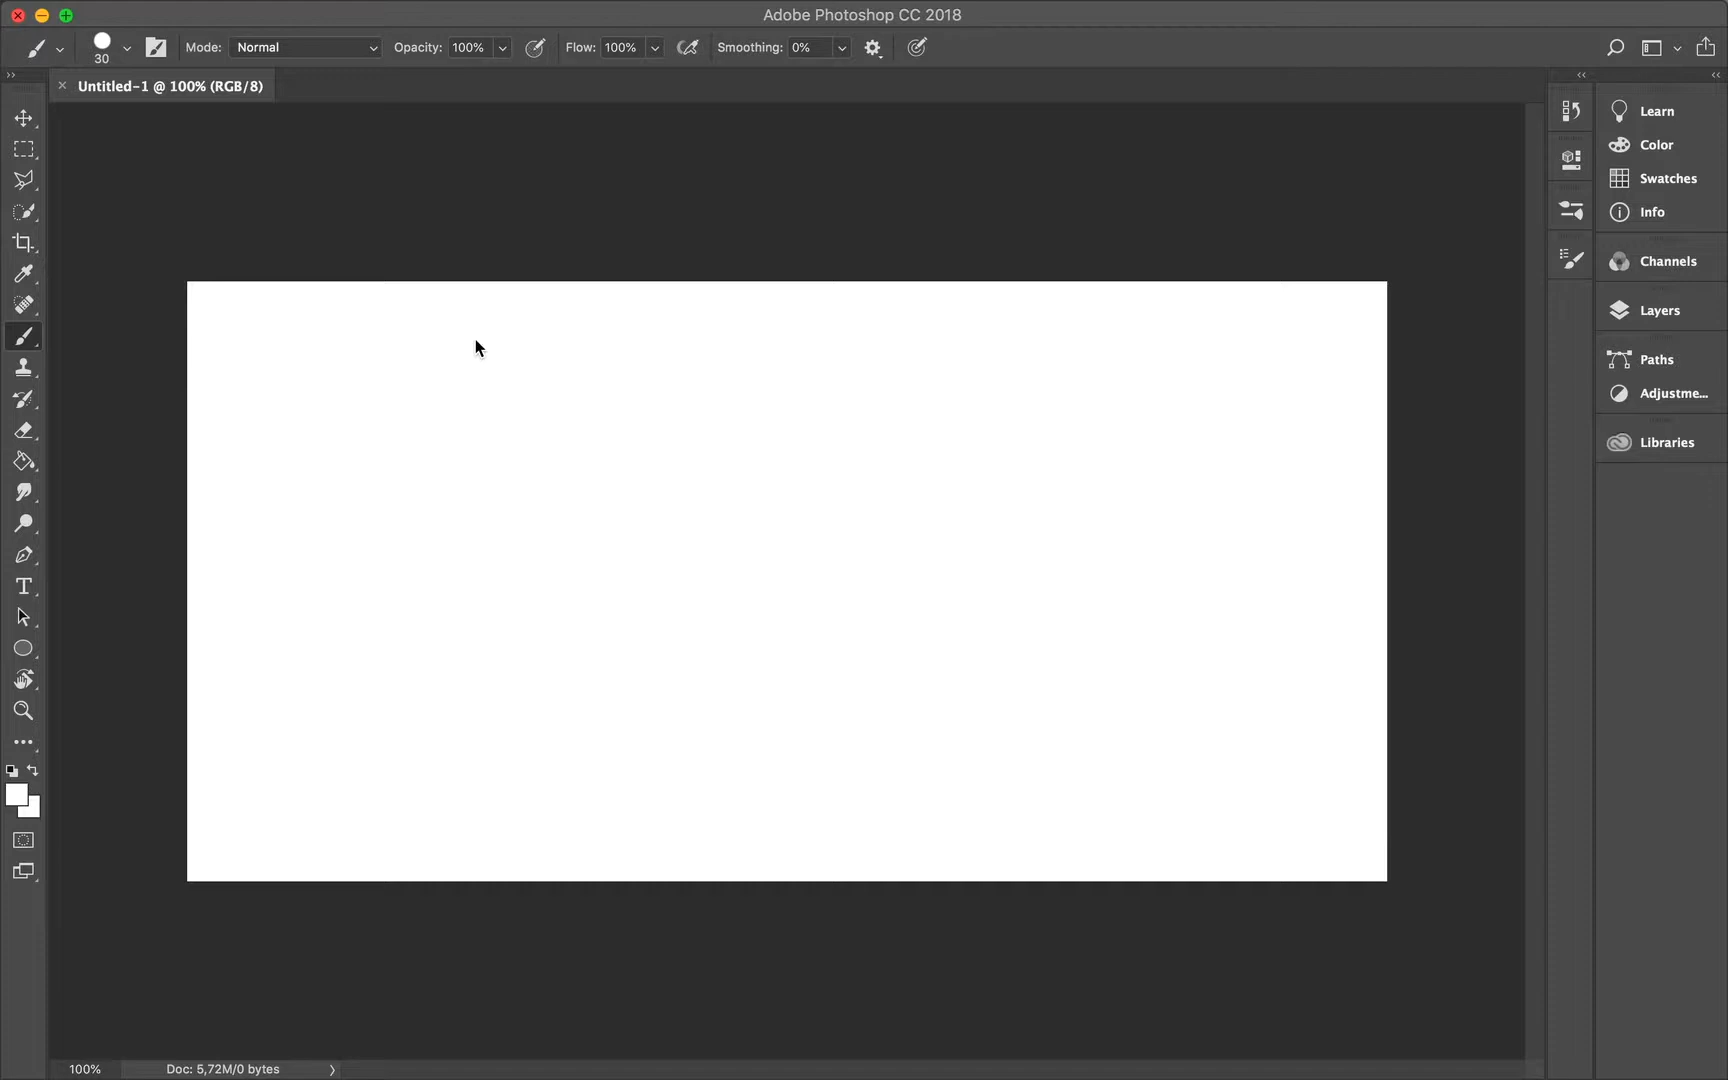 Adobe Photoshop CC 2018
30
Mode: Normal
Opacity: 100%
Flow: 100%
Smoothing: 0%
Untitled-1 @ 100% (RGB/8)
Learn
Color
Swatches
Info
Channels
Layers
Paths
Adjustme...
Libraries
100%
Doc: 5,72M/0 bytes